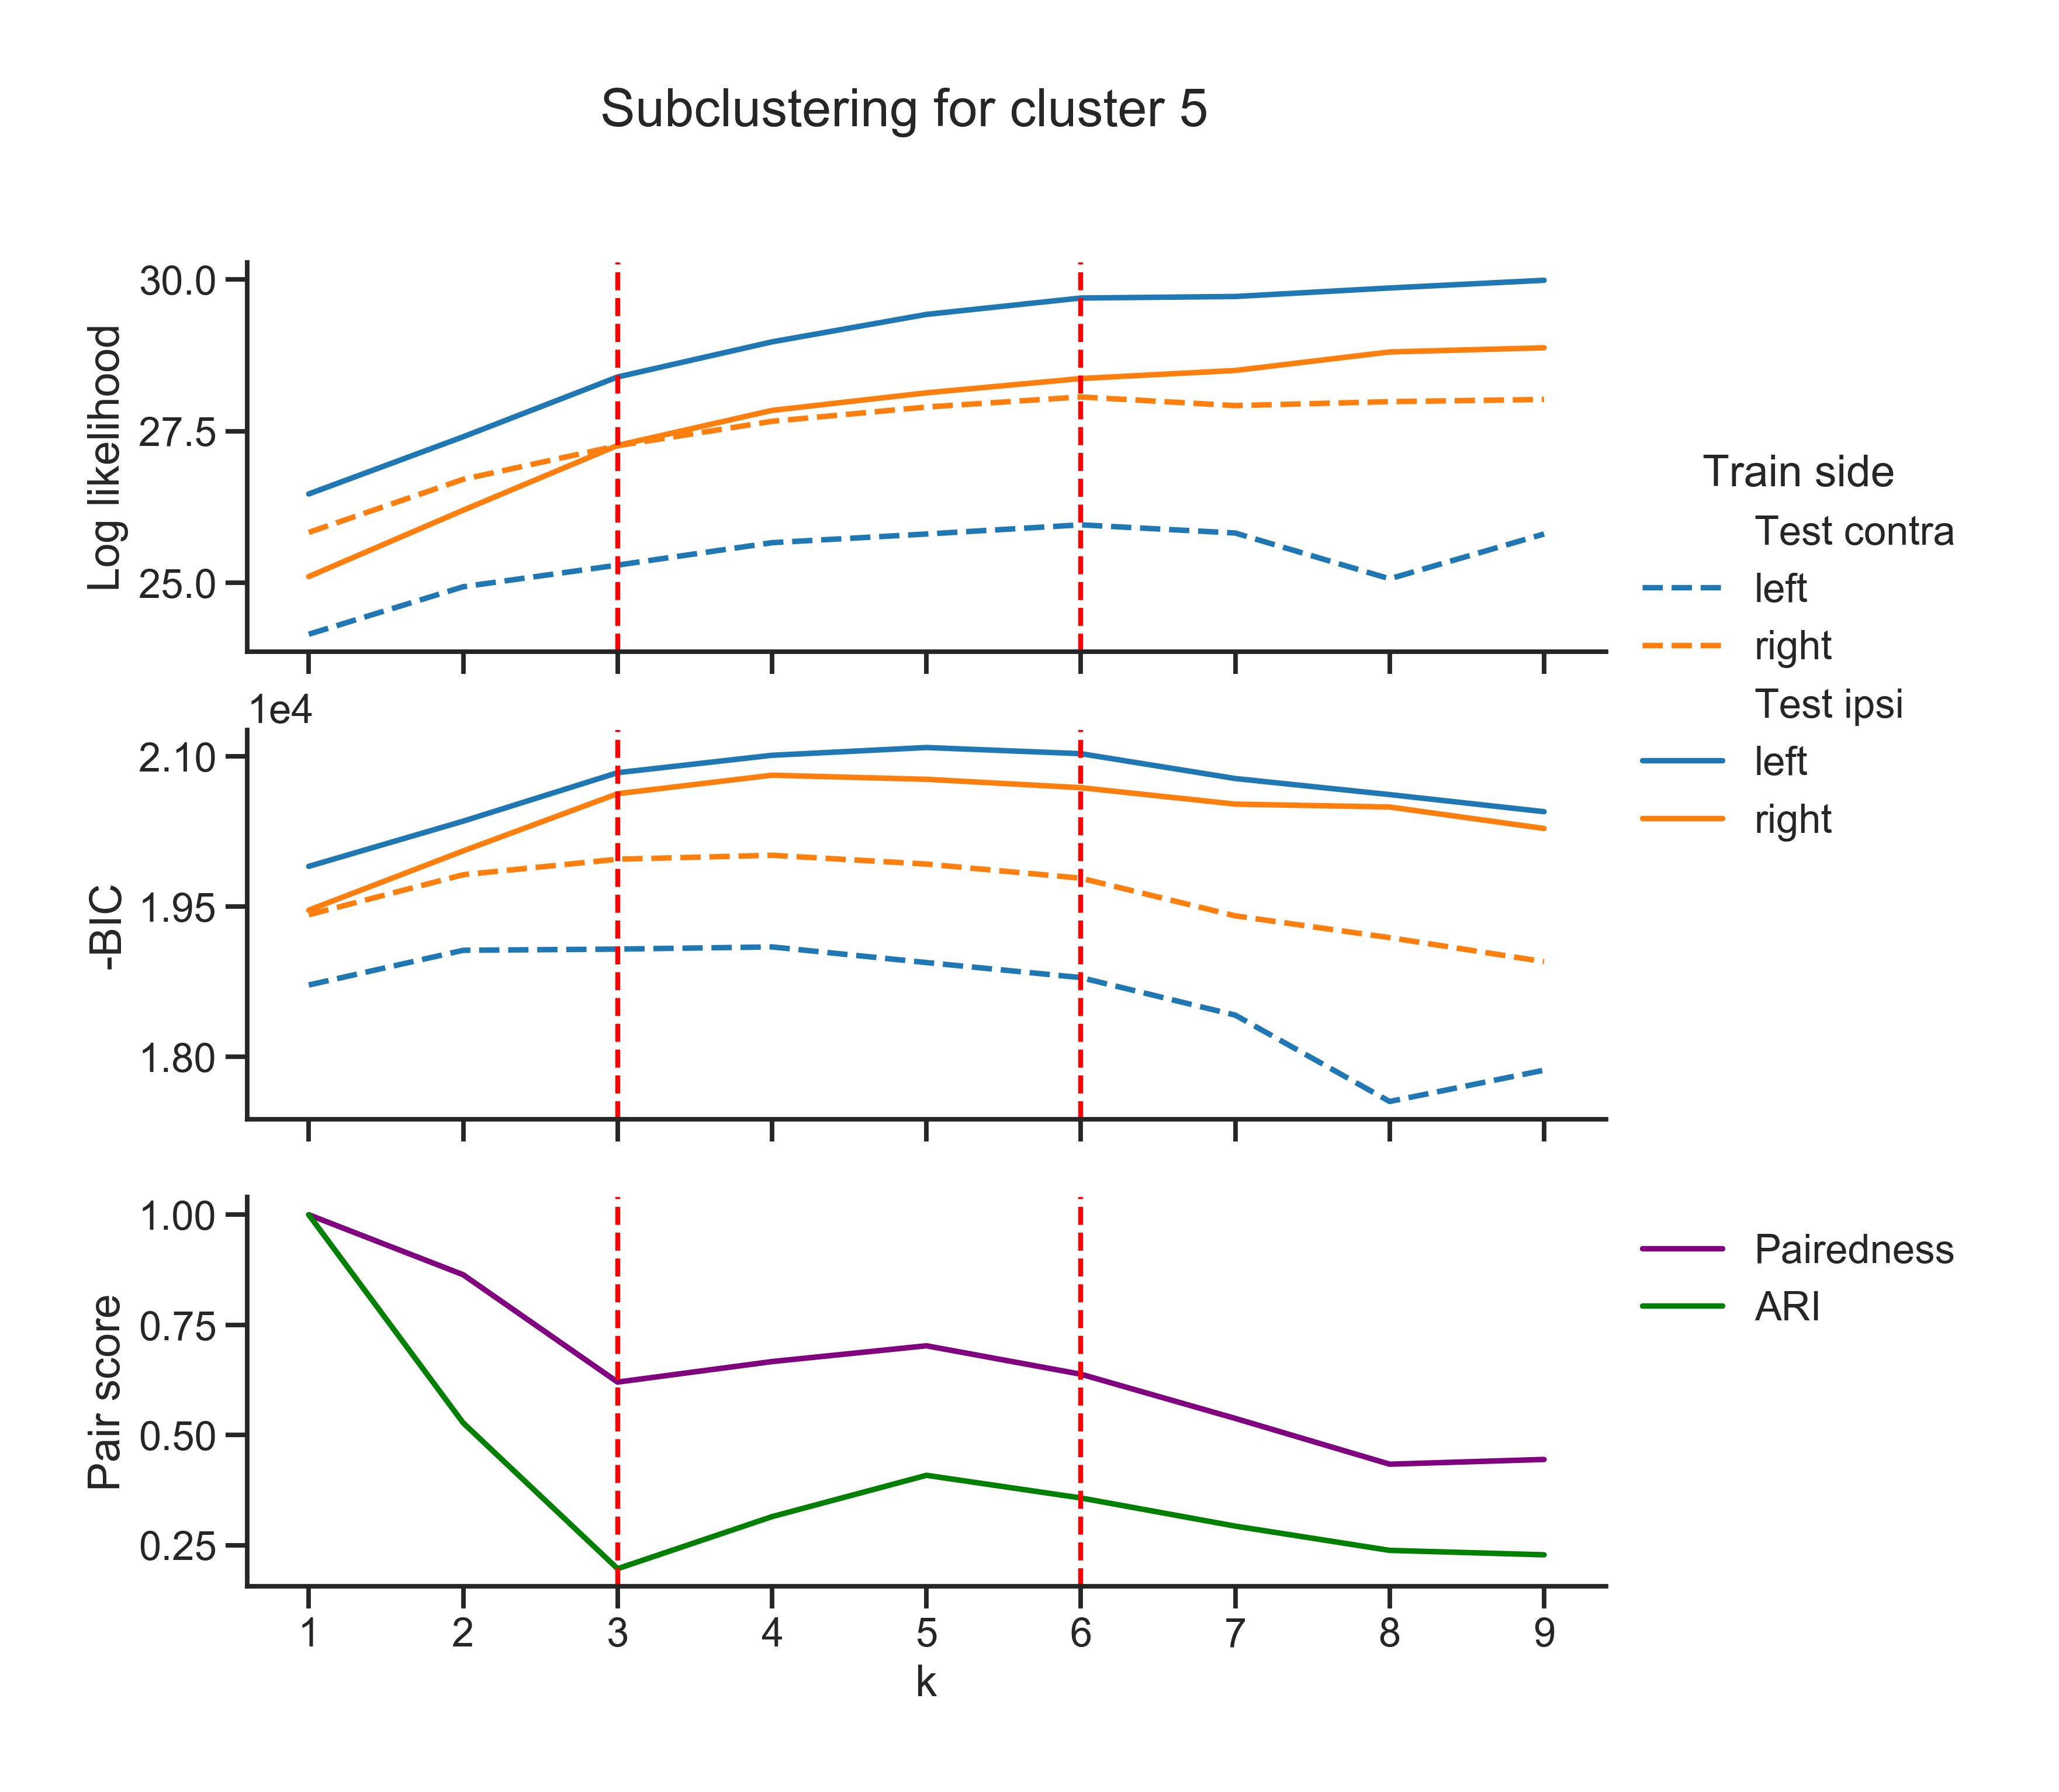 Subclustering for cluster 5
Log likelihood
30.0
27.5
25.0
1e4
-BIC
2.10
1.95
1.80
Pair score
1.00
0.75
0.50
0.25
1 2 3 4 5 6 7 8 9
k
Train side
Test contra
left
right
Test ipsi
left
right
Pairedness
ARI